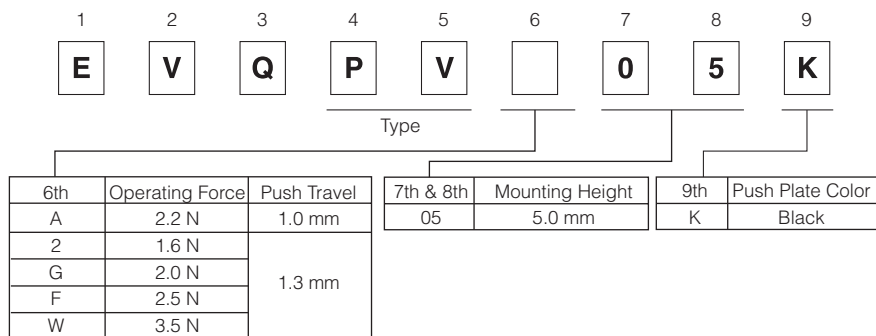 1 2 3 4 5 6 7 8 9
E V Q P V 0 5 K
Type
6th Operating Force Push Travel
A 2.2 N 1.0 mm
2 1.6 N
G 2.0 N
1.3 mm
F 2.5 N
W 3.5 N
7th & 8th Mounting Height
05 5.0 mm
9th Push Plate Color
K Black